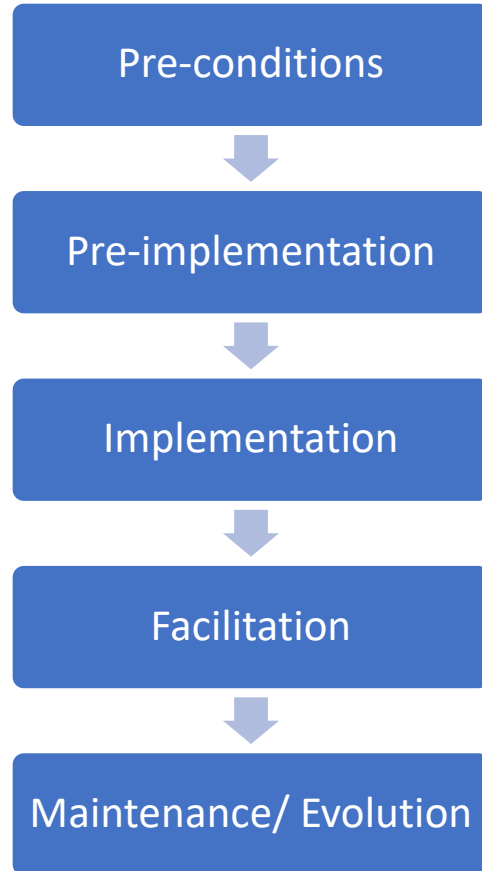 Pre-conditions
Pre-implementation
Implementation
Facilitation
Maintenance/ Evolution